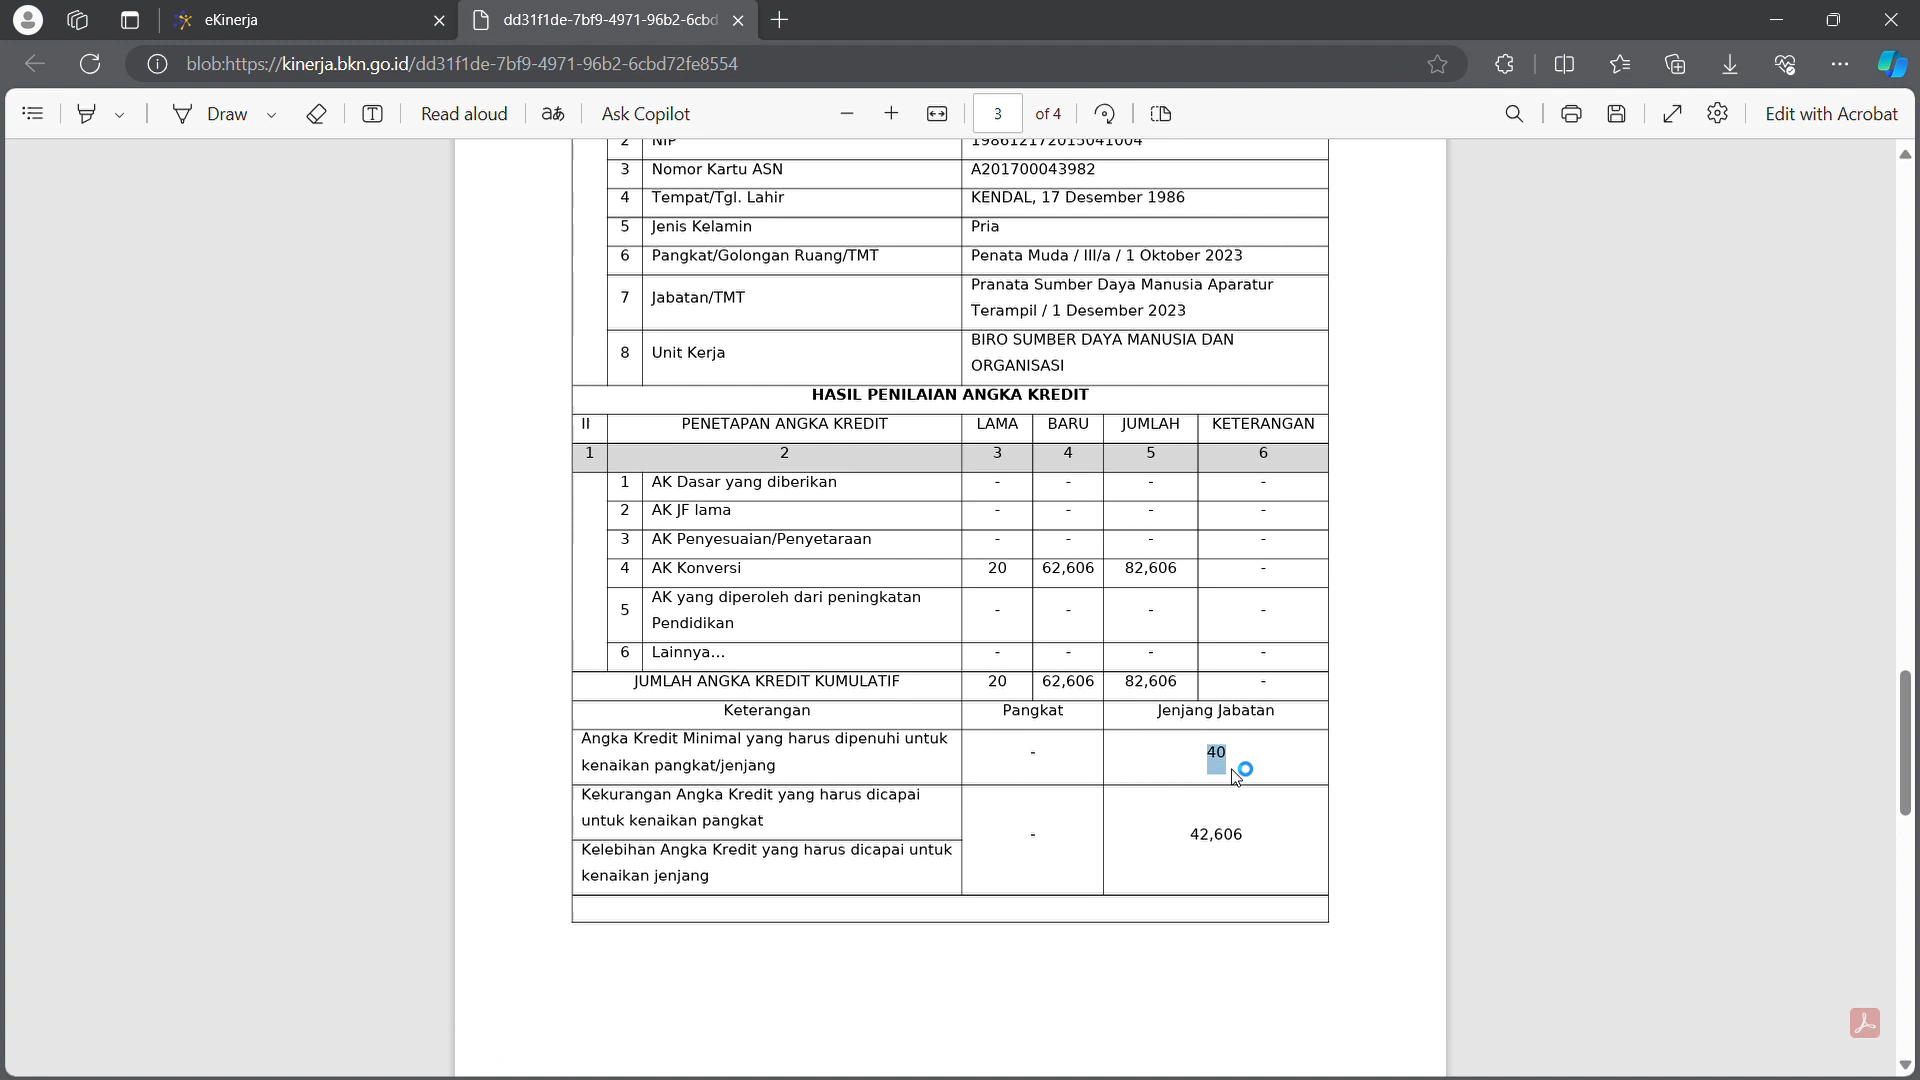 eKinerja
dd31f1de-7bf9-4971-96b2-6cbd
blob:https://kinerja.bkn.go.id/dd31f1de-7bf9-4971-96b2-6cbd72fe8554
Draw
Read aloud
aあ
Ask Copilot
3 of 4
Edit with Acrobat
2 NIP 198612172015041004
3 Nomor Kartu ASN A201700043982
4 Tempat/Tgl. Lahir KENDAL, 17 Desember 1986
5 Jenis Kelamin Pria
6 Pangkat/Golongan Ruang/TMT Penata Muda / III/a / 1 Oktober 2023
7 Jabatan/TMT Pranata Sumber Daya Manusia Aparatur
Terampil / 1 Desember 2023
8 Unit Kerja BIRO SUMBER DAYA MANUSIA DAN
ORGANISASI
HASIL PENILAIAN ANGKA KREDIT
II PENETAPAN ANGKA KREDIT LAMA BARU JUMLAH KETERANGAN
1 2 3 4 5 6
1 AK Dasar yang diberikan - - - -
2 AK JF lama - - - -
3 AK Penyesuaian/Penyetaraan - - - -
4 AK Konversi 20 62,606 82,606 -
5 AK yang diperoleh dari peningkatan
Pendidikan - - - -
6 Lainnya... - - - -
JUMLAH ANGKA KREDIT KUMULATIF 20 62,606 82,606 -
Keterangan Pangkat Jenjang Jabatan
Angka Kredit Minimal yang harus dipenuhi untuk
kenaikan pangkat/jenjang - 40
Kekurangan Angka Kredit yang harus dicapai
untuk kenaikan pangkat
- 42,606
Kelebihan Angka Kredit yang harus dicapai untuk
kenaikan jenjang